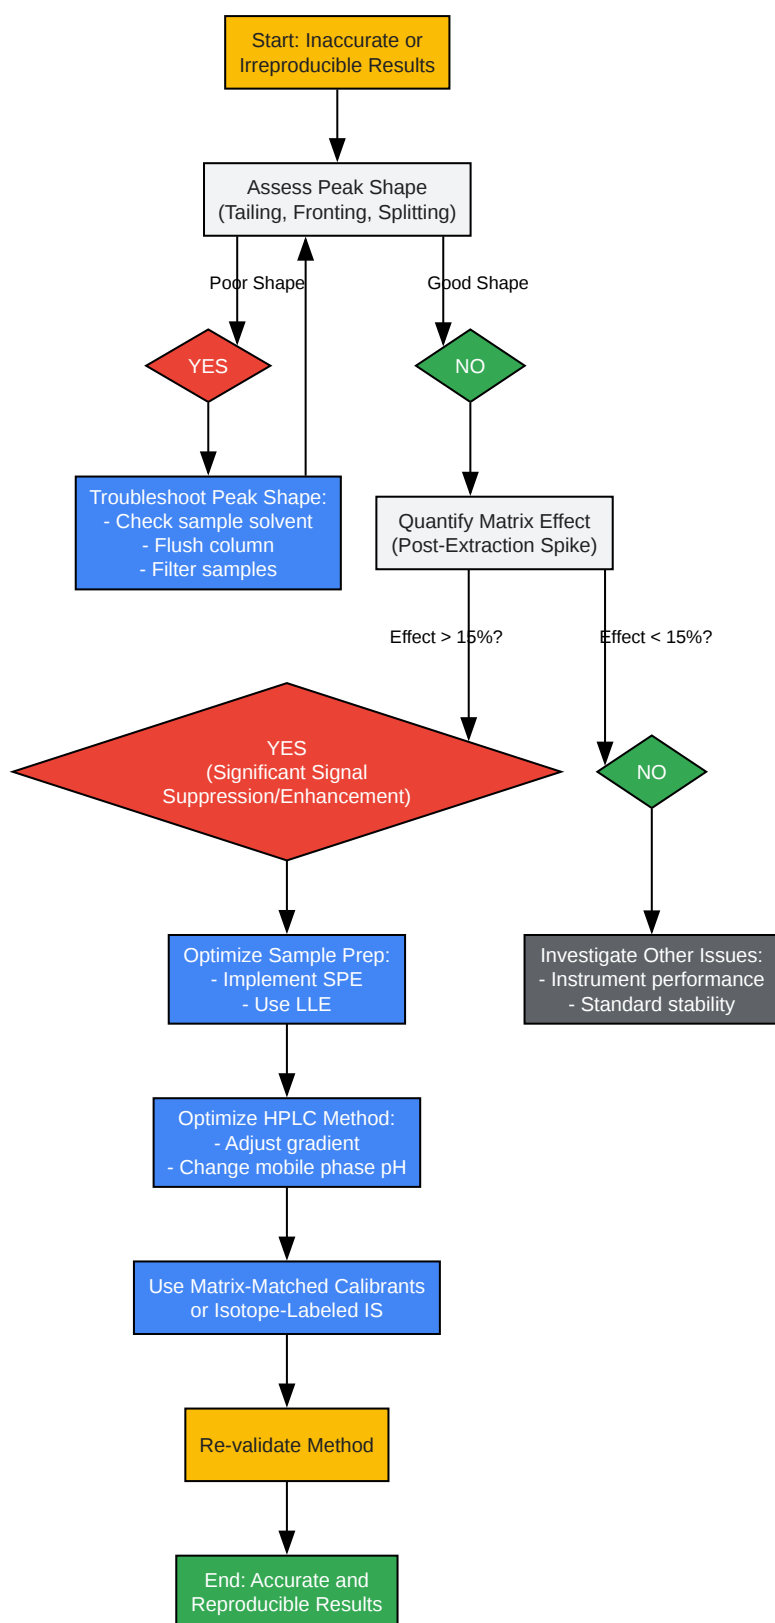 Start: Inaccurate or
Irreproducible Results
Assess Peak Shape
(Tailing, Fronting, Splitting)
Poor Shape
Good Shape
YES
NO
Troubleshoot Peak Shape:
- Check sample solvent
- Flush column
- Filter samples
Quantify Matrix Effect
(Post-Extraction Spike)
Effect > 15%?
Effect < 15%?
YES
(Significant Signal
Suppression/Enhancement)
NO
Optimize Sample Prep:
- Implement SPE
- Use LLE
Investigate Other Issues:
- Instrument performance
- Standard stability
Optimize HPLC Method:
- Adjust gradient
- Change mobile phase pH
Use Matrix-Matched Calibrants
or Isotope-Labeled IS
Re-validate Method
End: Accurate and
Reproducible Results